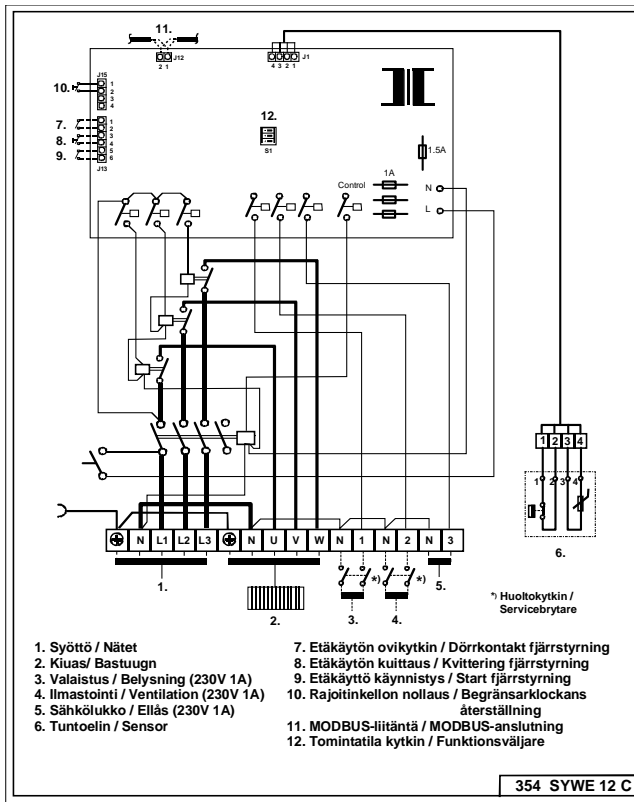 11.
J12
2 1
J1
4 3 2 1
10.
J15
1
2
3
4
7.
8.
9.
1
2
3
4
5
6
J13
12.
S1
1.5A
Control
1A
N
L
1 2 3 4
1 2 3 4
6.
N L1 L2 L3 N U V W N 1 N 2 N 3
*)
*)
1.
2.
3.
4.
5.
*) Huoltokytkin /
Servicebrytare
1. Syöttö / Nätet
2. Kiuas/ Bastuugn
3. Valaistus / Belysning (230V 1A)
4. Ilmastointi / Ventilation (230V 1A)
5. Sähkölukko / Ellås (230V 1A)
6. Tuntoelin / Sensor
7. Etäkäytön ovikytkin / Dörrkontakt fjärrstyrning
8. Etäkäytön kuittaus / Kvittering fjärrstyrning
9. Etäkäyttö käynnistys / Start fjärrstyrning
10. Rajoitinkellon nollaus / Begränsarklockans
återställning
11. MODBUS-liitäntä / MODBUS-anslutning
12. Tomintatila kytkin / Funktionsväljare
354 SYWE 12 C